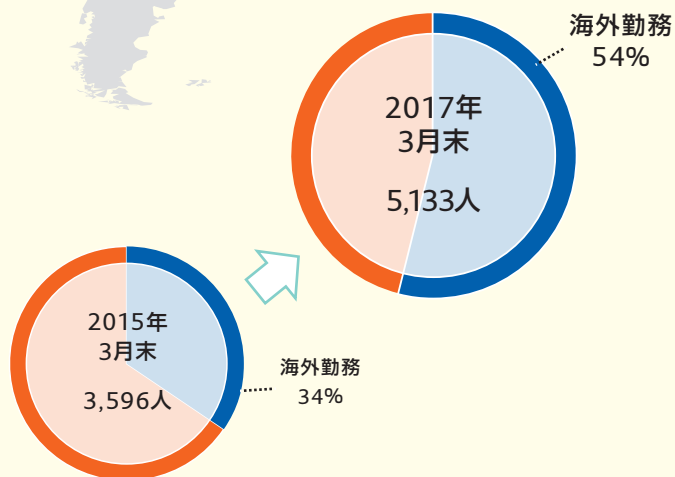 海外勤務
54%
2017年
3月末
5,133人
2015年
3月末
3,596人
海外勤務
34%